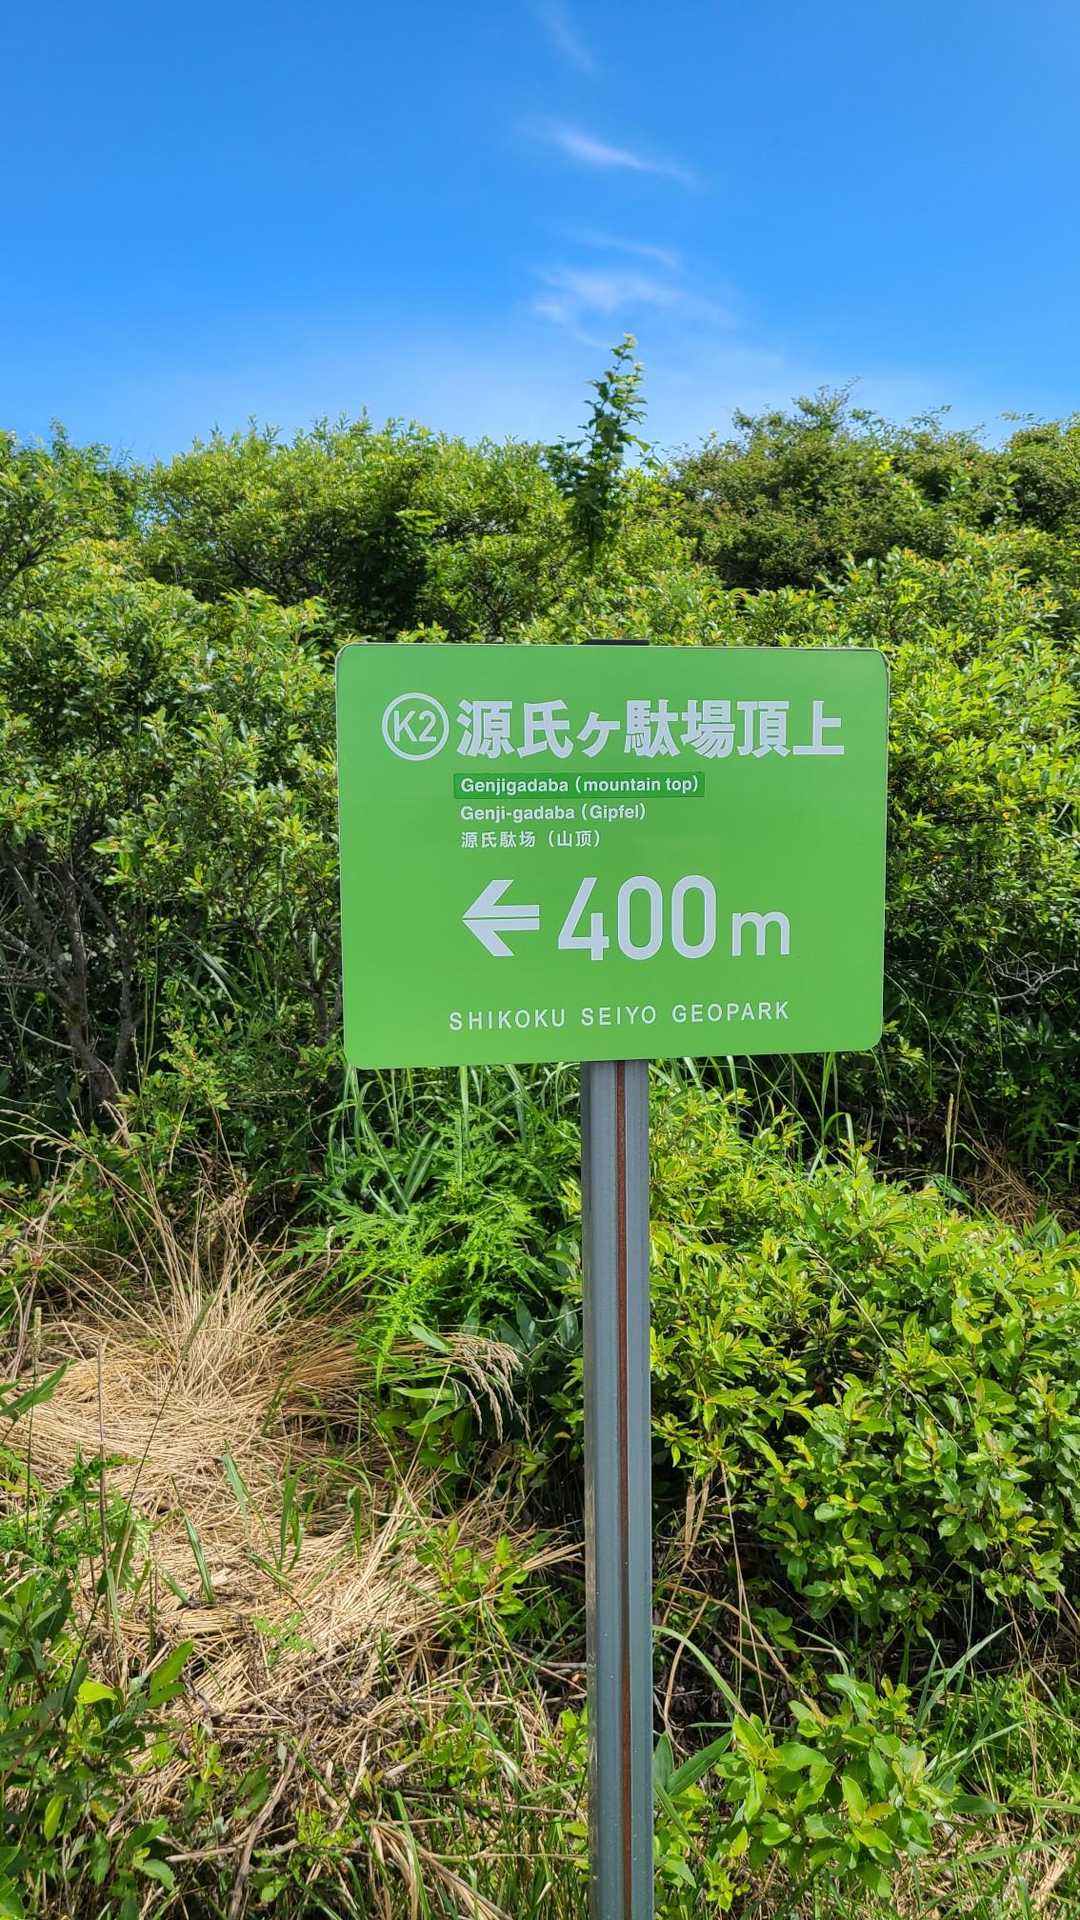 K2 源氏ヶ駄場頂上
Genjigadaba (mountain top)
Genji-gadaba (Gipfel)
源氏駄场（山顶）
← 400m
SHIKOKU SEIYO GEOPARK